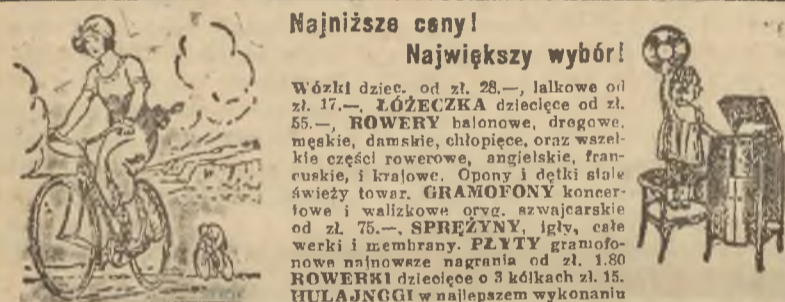 Najniższe ceny!
Największy wybór!
Wózki dziec. od zł. 28.—, lalkowe od
zł. 17.—, ŁÓŻECZKA dziecięce od zł.
55.—, ROWERY balonowe, drogowe,
męskie, damskie, chłopięce, oraz wszel-
kie części rowerowe, angielskie, fran-
cuskie, i krajowe. Opony i dętki stale
świeży towar. GRAMOFONY koncer-
towe i walizkowe oryg. szwajcarskie
od zł. 75.—, SPRĘŻYNY, igły, całe
werki i membrany. PŁYTY gramofo-
nowe najnowsze nagrania od zł. 1.80
ROWERKI dziecięce o 3 kółkach zł. 15.
HULAJNOGI w najlepszem wykonaniu